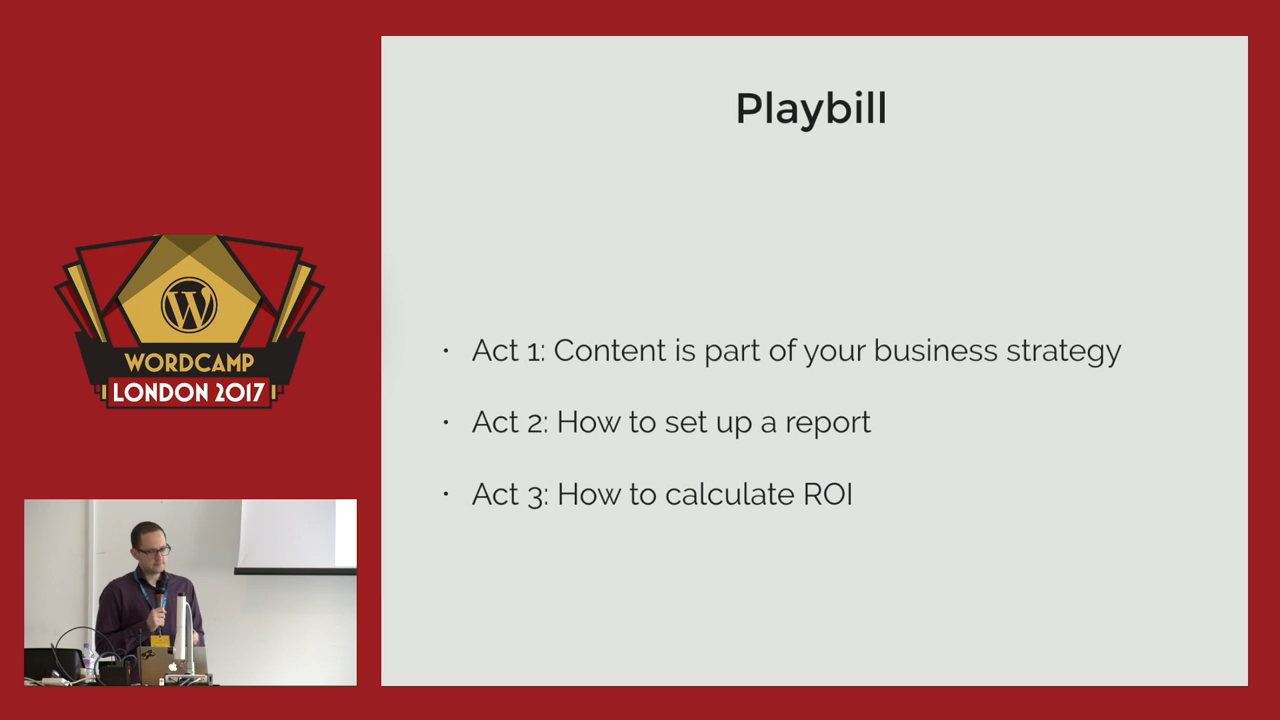 Playbill
· Act 1: Content is part of your business strategy
· Act 2: How to set up a report
· Act 3: How to calculate ROI
W
WORDCAMP
LONDON 2017